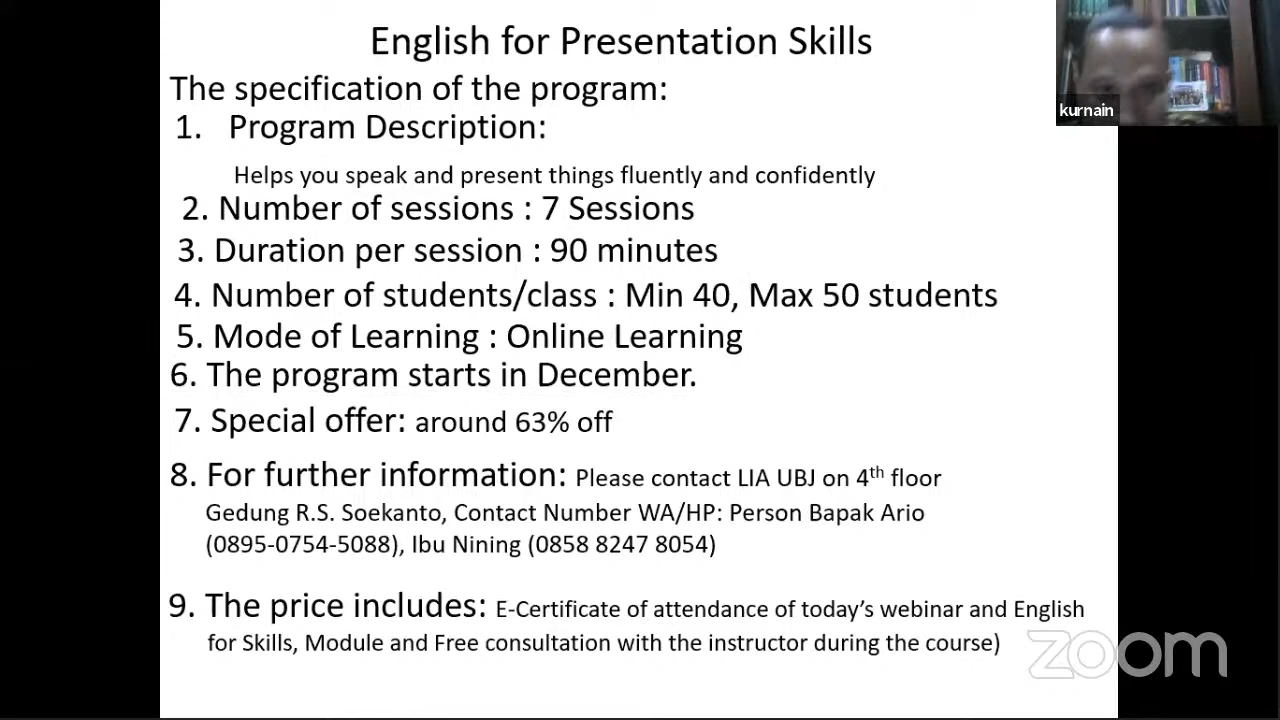 English for Presentation Skills
The specification of the program:
1. Program Description:
Helps you speak and present things fluently and confidently
2. Number of sessions : 7 Sessions
3. Duration per session : 90 minutes
4. Number of students/class : Min 40, Max 50 students
5. Mode of Learning : Online Learning
6. The program starts in December.
7. Special offer: around 63% off
8. For further information: Please contact LIA UBJ on 4th floor
Gedung R.S. Soekanto, Contact Number WA/HP: Person Bapak Ario
(0895-0754-5088), Ibu Nining (0858 8247 8054)
9. The price includes: E-Certificate of attendance of today’s webinar and English
for Skills, Module and Free consultation with the instructor during the course)
kurnain
zoom